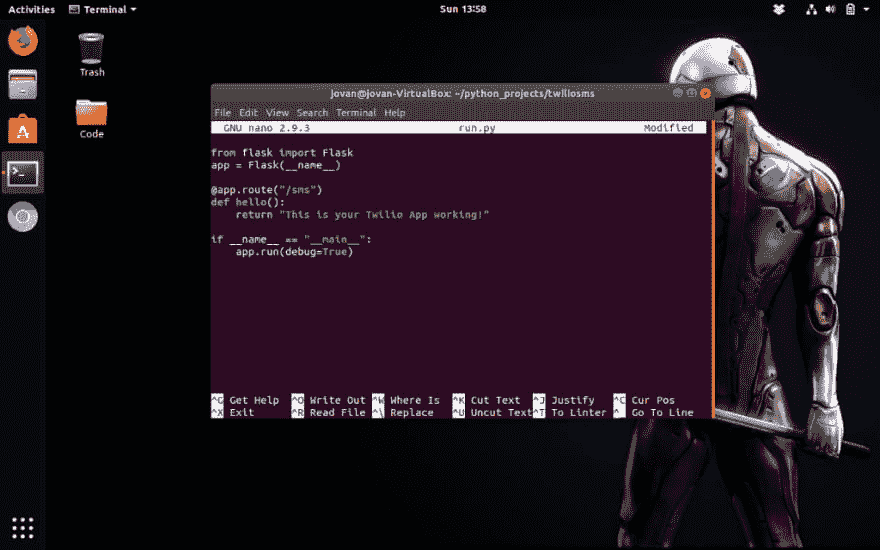 Activities Terminal Sun 13:58
Trash
Code
jovan@jovan-VirtualBox: ~/python_projects/twiliosms
File Edit View Search Terminal Help
GNU nano 2.9.3 run.py Modified
from flask import Flask
app = Flask(__name__)
@app.route("/sms")
def hello():
    return "This is your Twilio App working!"
if __name__ == "__main__":
    app.run(debug=True)
^G Get Help ^O Write Out ^W Where Is ^K Cut Text ^J Justify ^C Cur Pos
^X Exit ^R Read File ^\ Replace ^U Uncut Text ^T To Linter ^_ Go To Line